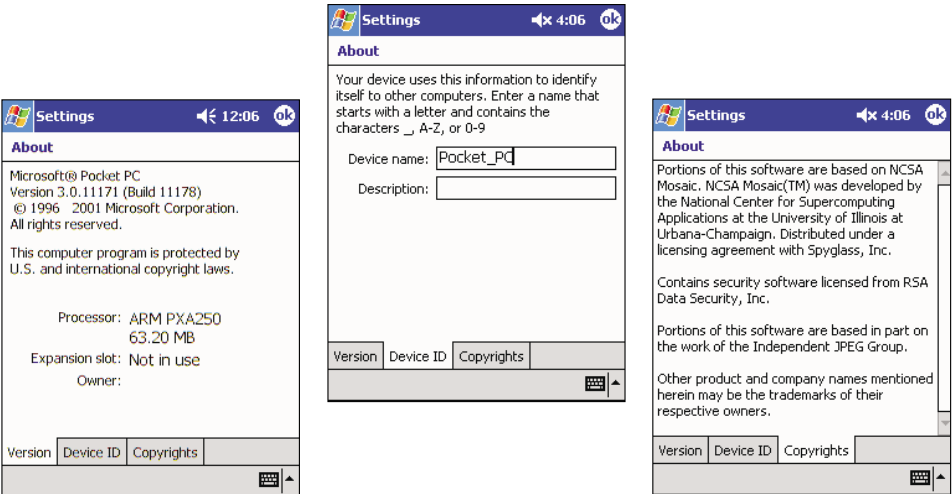 Settings 12:06 ok
About
Microsoft® Pocket PC
Version 3.0.11171 (Build 11178)
© 1996 2001 Microsoft Corporation.
All rights reserved.
This computer program is protected by
U.S. and international copyright laws.
Processor: ARM PXA250
63.20 MB
Expansion slot: Not in use
Owner:
Version Device ID Copyrights
Settings 4:06 ok
About
Your device uses this information to identify
itself to other computers. Enter a name that
starts with a letter and contains the
characters _, A-Z, or 0-9
Device name: Pocket_PC
Description:
Version Device ID Copyrights
Settings 4:06 ok
About
Portions of this software are based on NCSA
Mosaic. NCSA Mosaic(TM) was developed by
the National Center for Supercomputing
Applications at the University of Illinois at
Urbana-Champaign. Distributed under a
licensing agreement with Spyglass, Inc.
Contains security software licensed from RSA
Data Security, Inc.
Portions of this software are based in part on
the work of the Independent JPEG Group.
Other product and company names mentioned
herein may be the trademarks of their
respective owners.
Version Device ID Copyrights